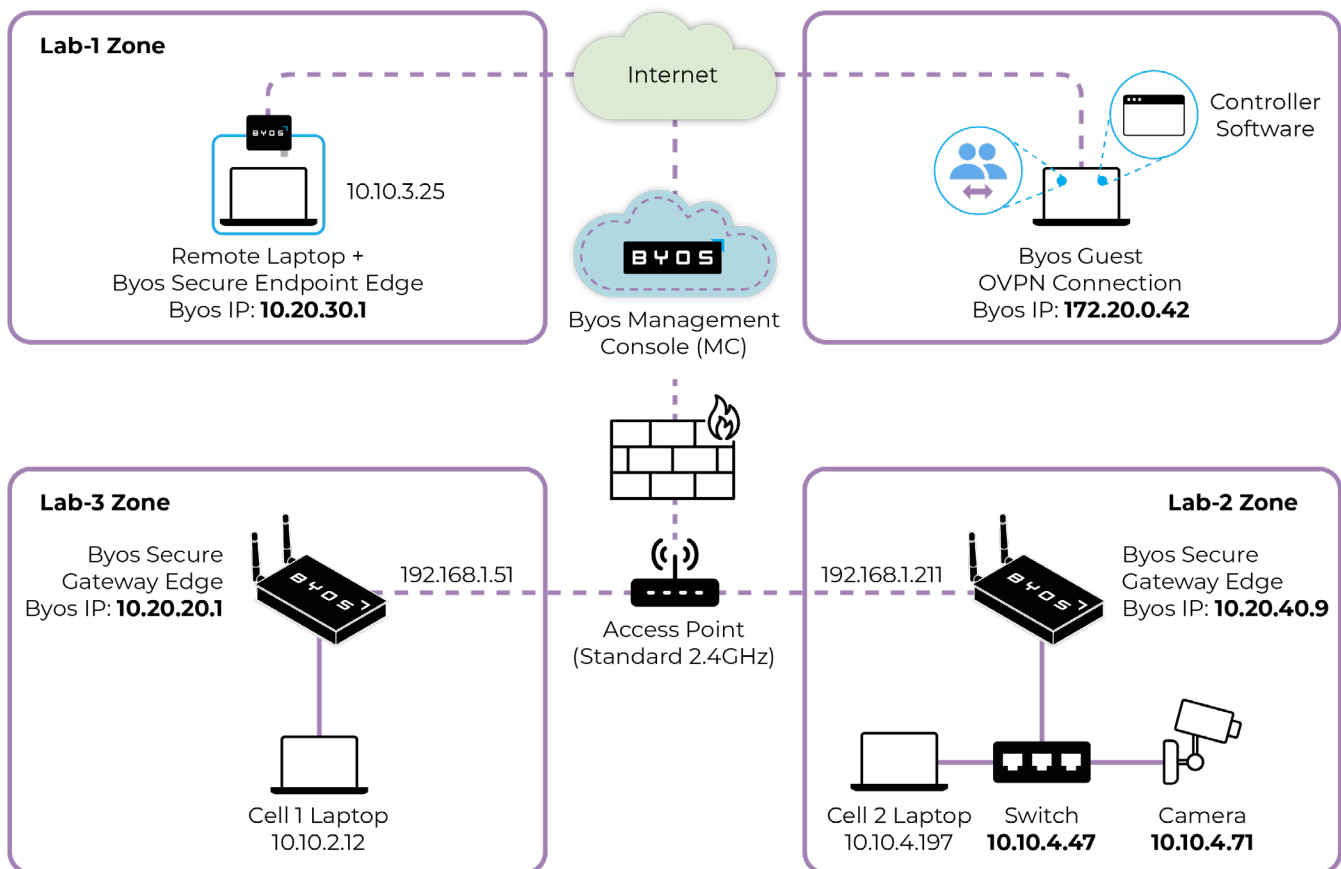 Lab-1 Zone
BYOS
10.10.3.25
Remote Laptop +
Byos Secure Endpoint Edge
Byos IP: 10.20.30.1
Internet
BYOS
Byos Management
Console (MC)
Controller
Software
Byos Guest
OVPN Connection
Byos IP: 172.20.0.42
Lab-3 Zone
Byos Secure
Gateway Edge
Byos IP: 10.20.20.1
BYOS
192.168.1.51
Cell 1 Laptop
10.10.2.12
Access Point
(Standard 2.4GHz)
Lab-2 Zone
192.168.1.211
BYOS
Byos Secure
Gateway Edge
Byos IP: 10.20.40.9
Cell 2 Laptop
10.10.4.197
Switch
10.10.4.47
Camera
10.10.4.71